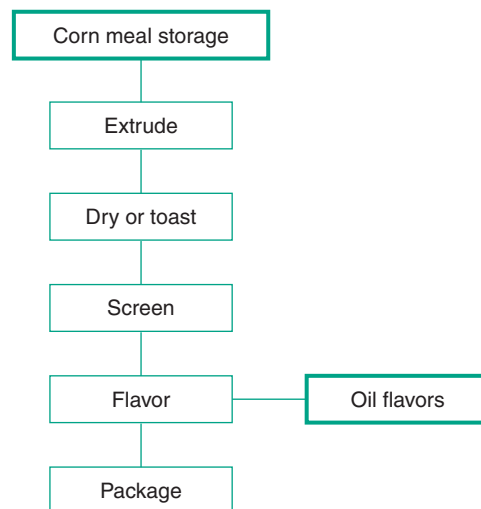 Corn meal storage
Extrude
Dry or toast
Screen
Flavor
Oil flavors
Package